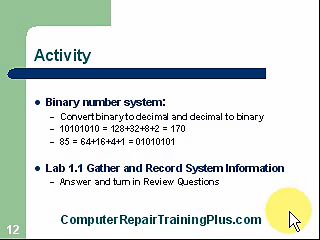 Activity
Binary number system:
– Convert binary to decimal and decimal to binary
– 10101010 = 128+32+8+2 = 170
– 85 = 64+16+4+1 = 01010101
Lab 1.1 Gather and Record System Information
– Answer and turn in Review Questions
12
ComputerRepairTrainingPlus.com